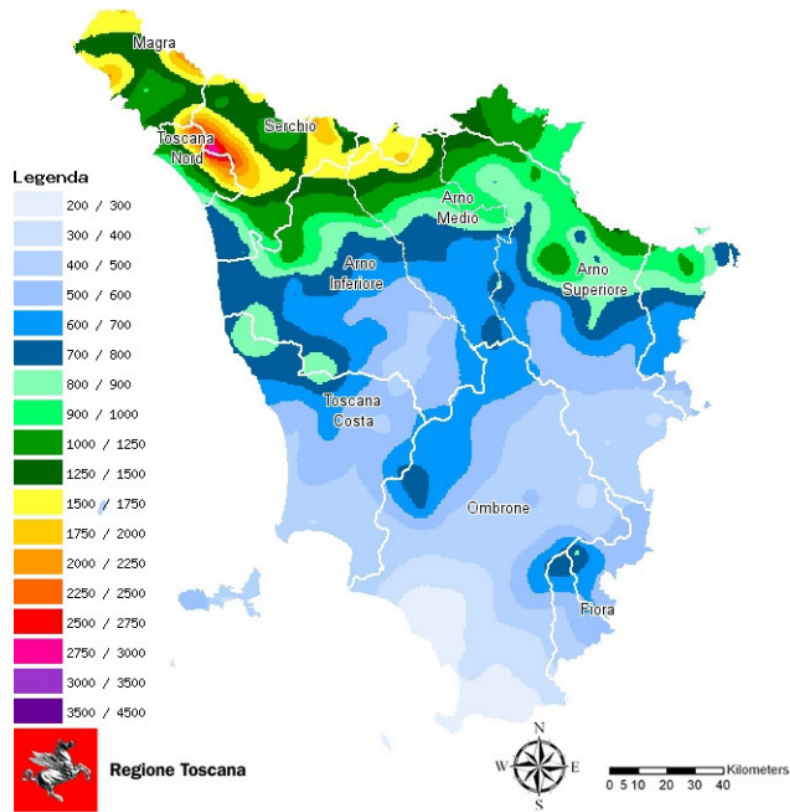 Magra
Serchio
Toscana
Nord
Arno
Medio
Arno
Inferiore
Arno
Superiore
Toscana
Costa
Ombrone
Fiora
Legenda
200 / 300
300 / 400
400 / 500
500 / 600
600 / 700
700 / 800
800 / 900
900 / 1000
1000 / 1250
1250 / 1500
1500 / 1750
1750 / 2000
2000 / 2250
2250 / 2500
2500 / 2750
2750 / 3000
3000 / 3500
3500 / 4500
Regione Toscana
N
W E
S
Kilometers
0 5 10 20 30 40